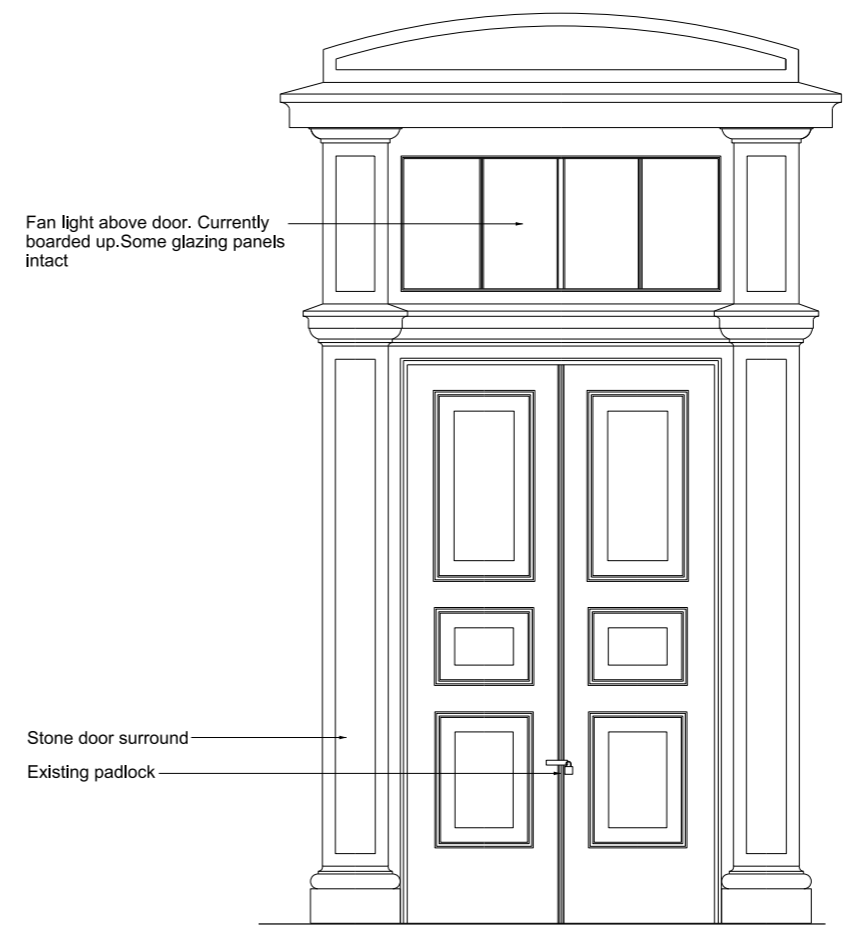 Fan light above door. Currently
boarded up.Some glazing panels
intact
Stone door surround
Existing padlock